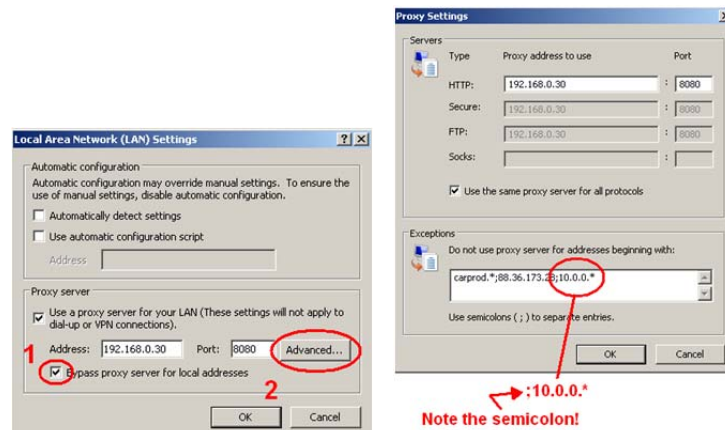 Local Area Network (LAN) Settings
Automatic configuration
Automatic configuration may override manual settings. To ensure the
use of manual settings, disable automatic configuration.
Automatically detect settings
Use automatic configuration script
Address
Proxy server
Use a proxy server for your LAN (These settings will not apply to
dial-up or VPN connections).
Address: 192.168.0.30 Port: 8080 Advanced...
1
Bypass proxy server for local addresses
2
OK Cancel
Proxy Settings
Servers
Type Proxy address to use Port
HTTP: 192.168.0.30 : 8080
Secure: 192.168.0.30 : 8080
FTP: 192.168.0.30 : 8080
Socks: :
Use the same proxy server for all protocols
Exceptions
Do not use proxy server for addresses beginning with:
carprod.*;88.36.173.28;10.0.0.*
Use semicolons ( ; ) to separate entries.
OK Cancel
;10.0.0.*
Note the semicolon!